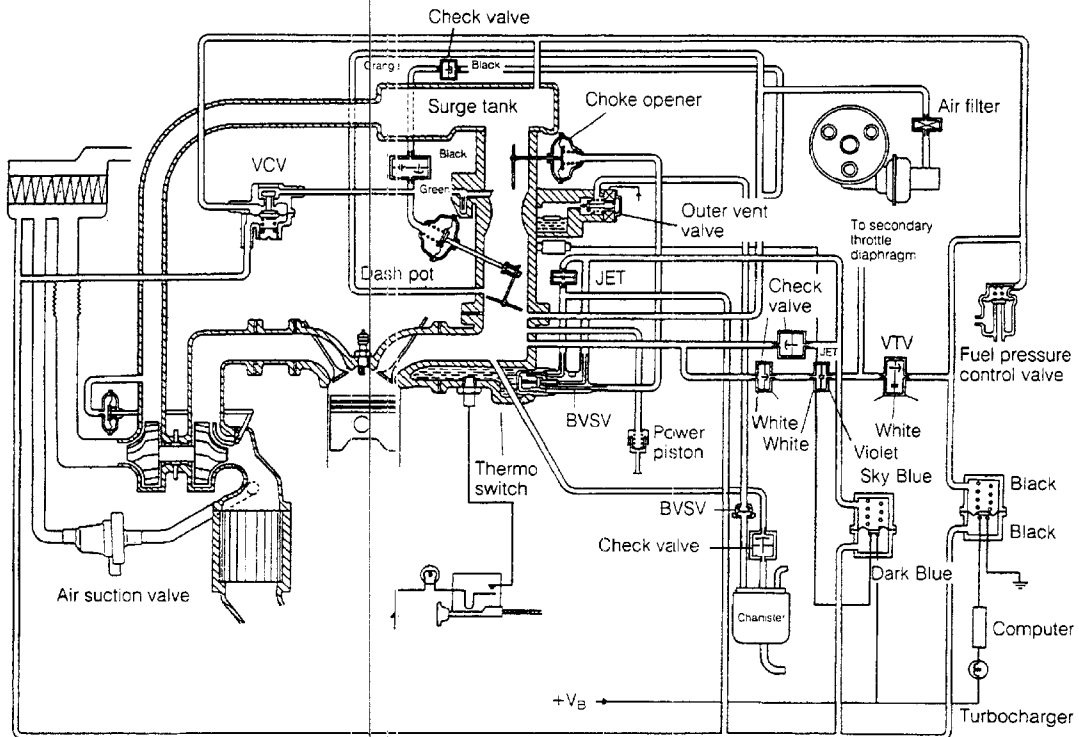 Check valve
Orange
Black
Surge tank
Choke opener
Air filter
VCV
Black
Green
Outer vent
valve
To secondary
throttle
diaphragm
Dash pot
JET
Check
valve
JET
VTV
Fuel pressure
control valve
BVSV
White
White
White
Violet
Power
piston
Thermo
switch
Sky Blue
Black
BVSV
Black
Check valve
Dark Blue
Air suction valve
Chanister
Computer
+VB
Turbocharger